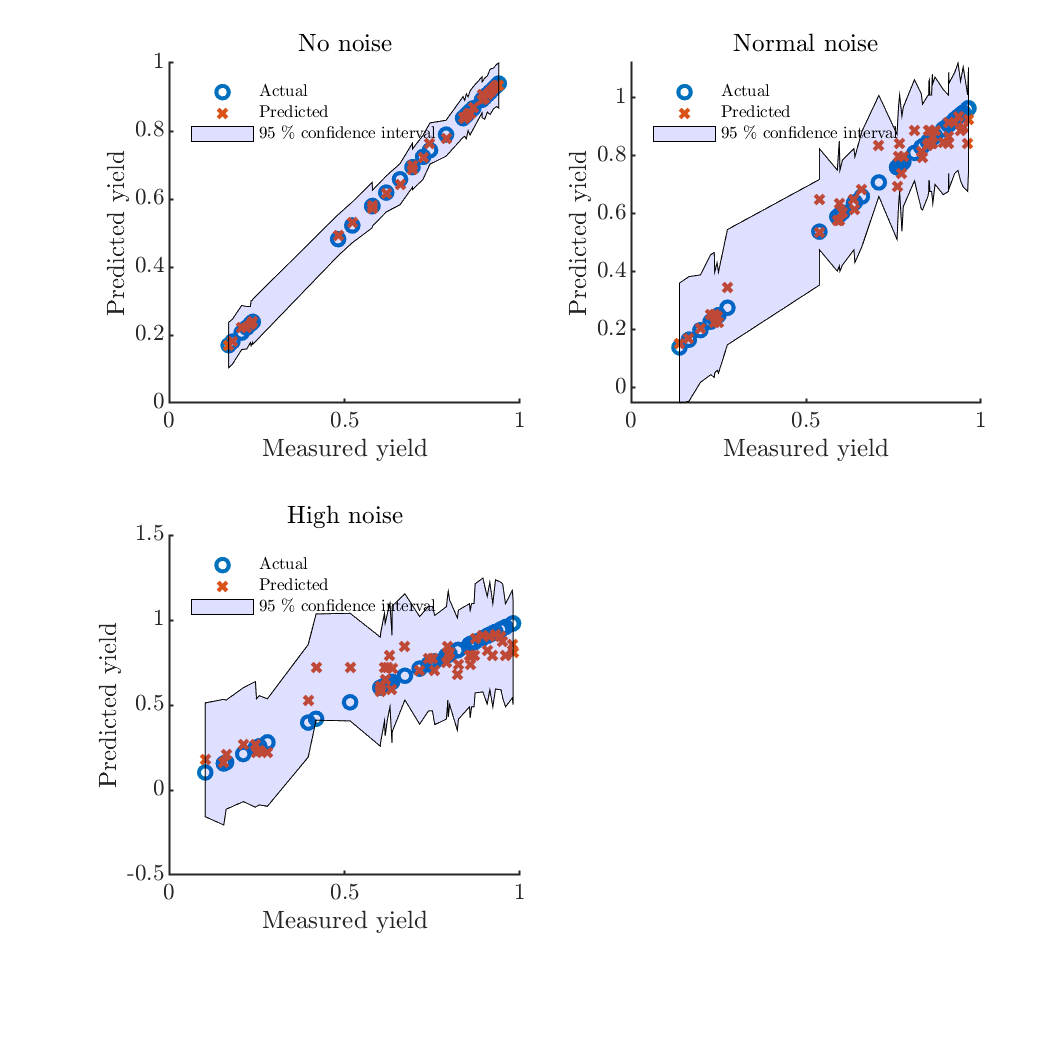 No noise
1
0.8
0.6
0.4
0.2
0
0
0.5
1
Predicted yield
Measured yield
Actual
Predicted
95 % confidence interval
Normal noise
1
0.8
0.6
0.4
0.2
0
0
0.5
1
Predicted yield
Measured yield
Actual
Predicted
95 % confidence interval
High noise
1.5
1
0.5
0
-0.5
0
0.5
1
Predicted yield
Measured yield
Actual
Predicted
95 % confidence interval